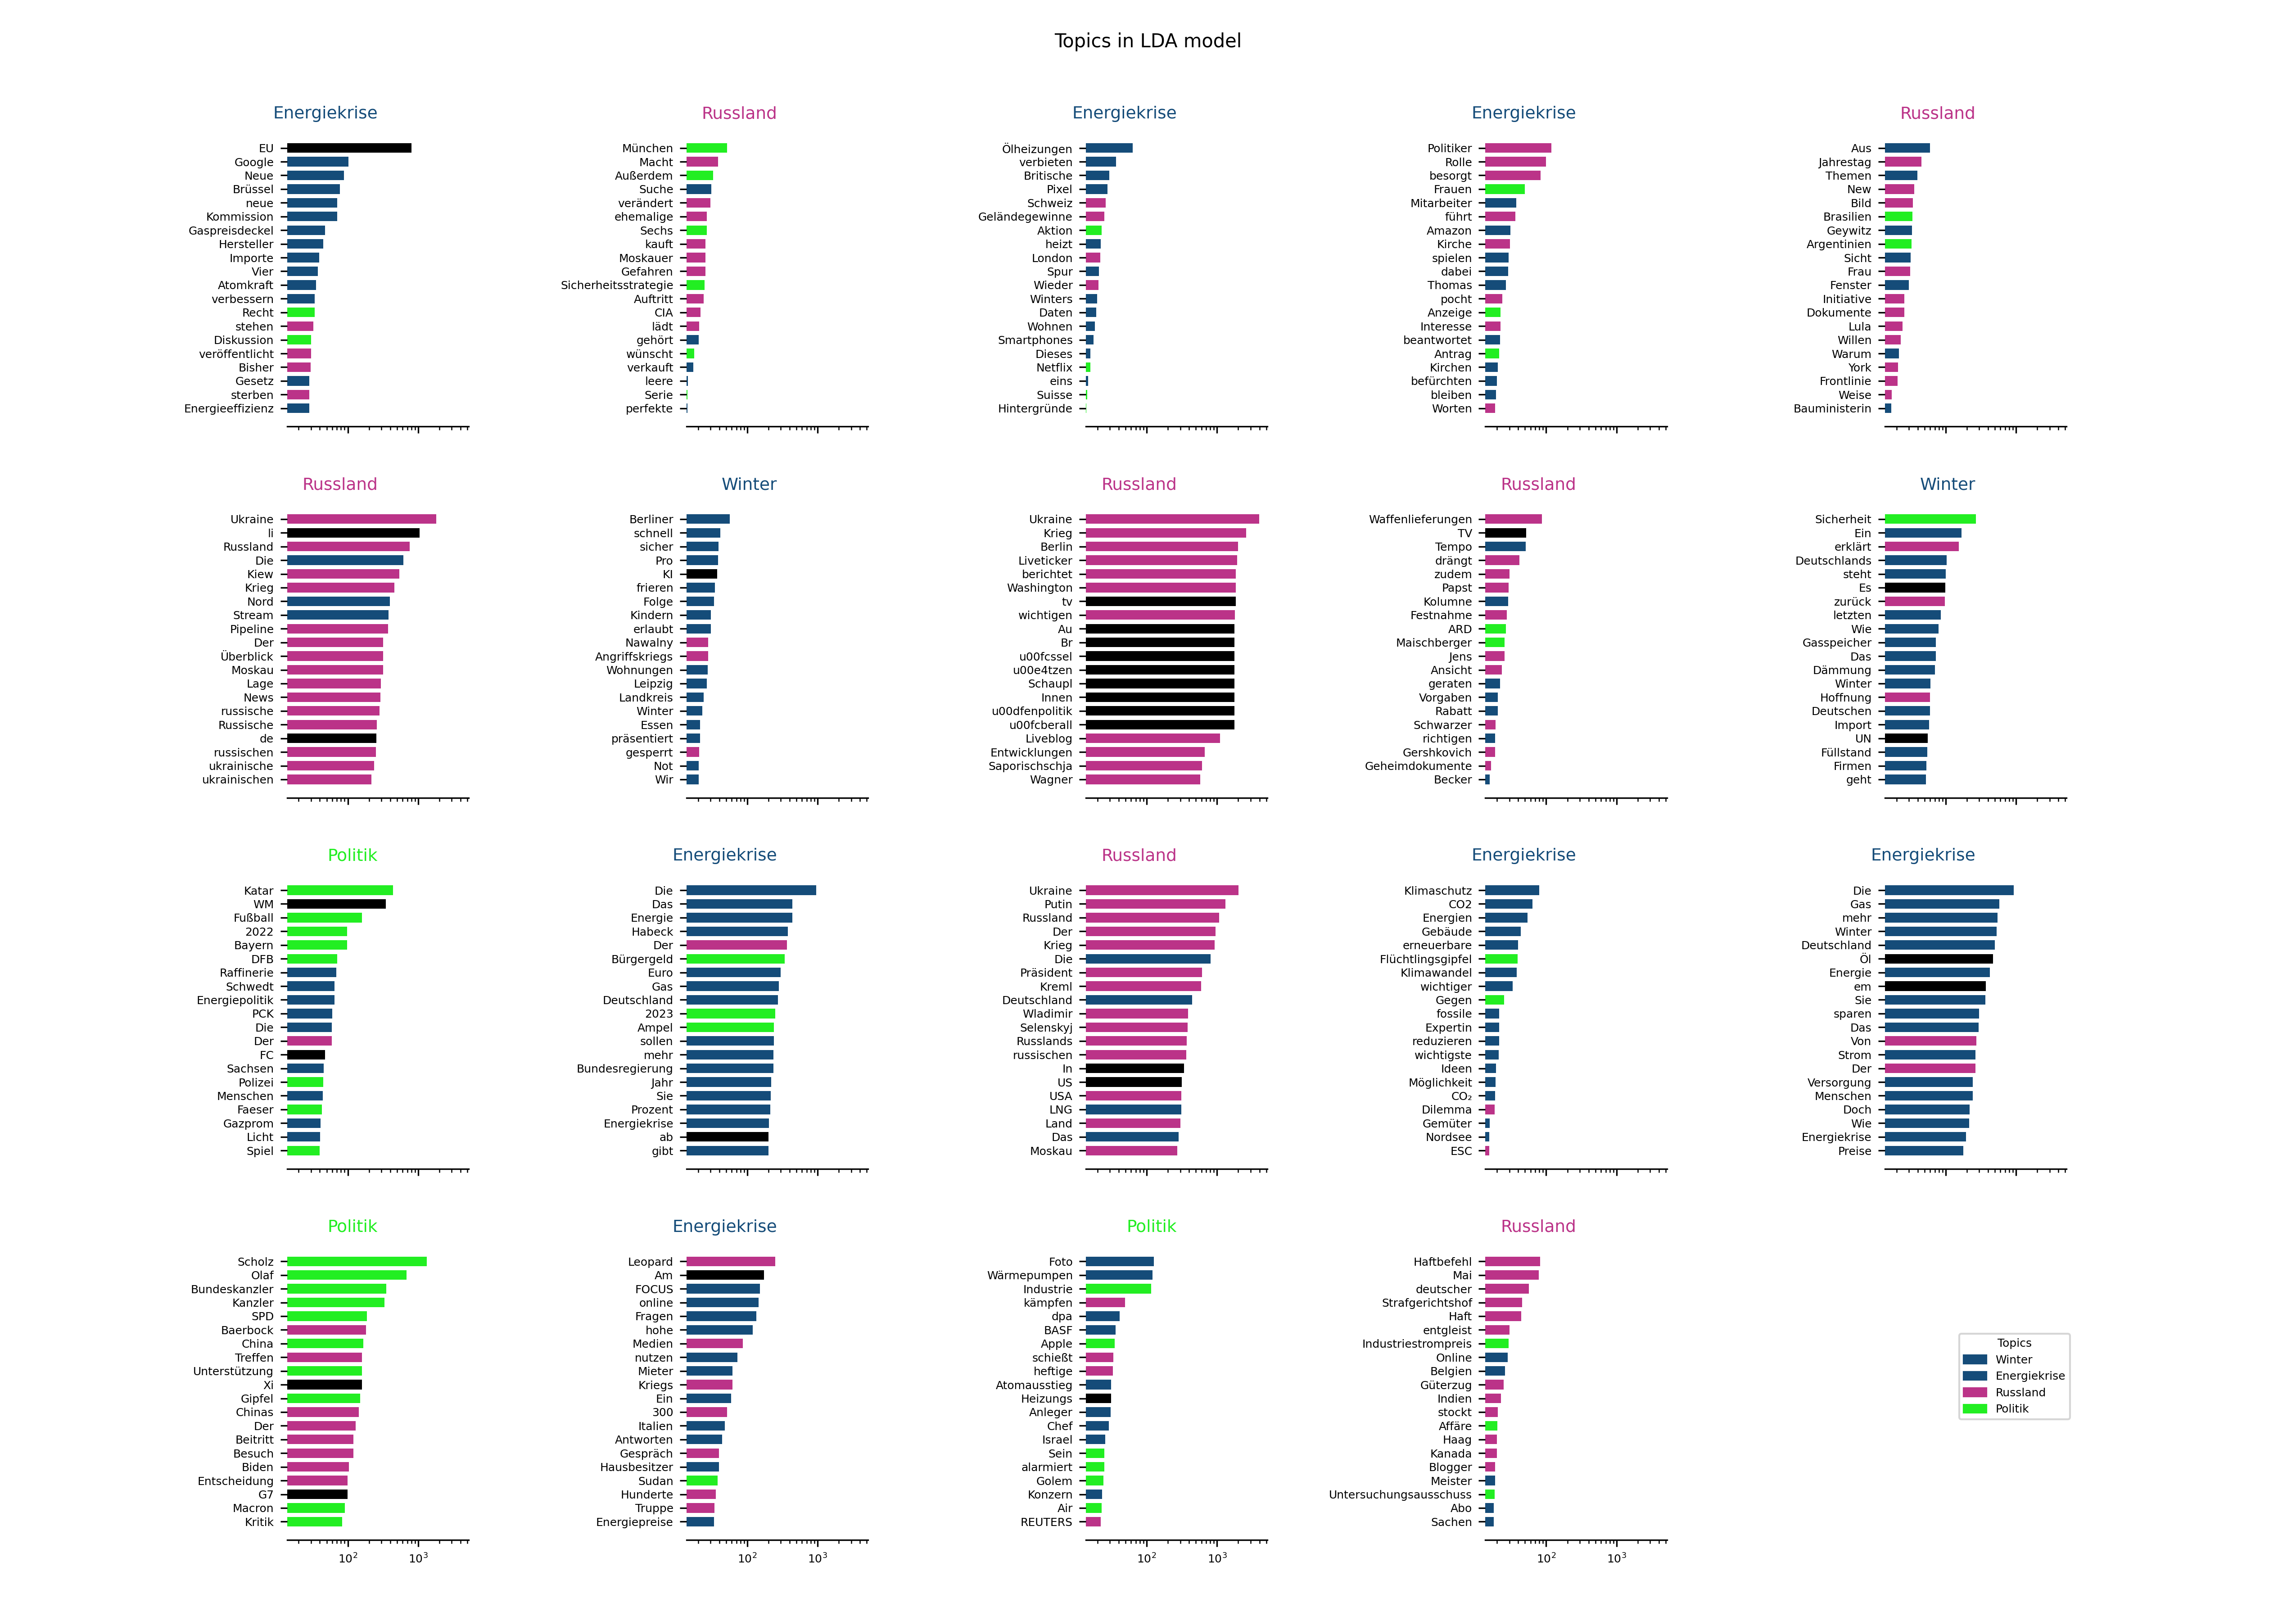 Topics in LDA model
Energiekrise
EU
Google
Neue
Brüssel
neue
Kommission
Gaspreisdeckel
Hersteller
Importe
Vier
Atomkraft
verbessern
Recht
stehen
Diskussion
veröffentlicht
Bisher
Gesetz
sterben
Energieeffizienz
Russland
München
Macht
Außerdem
Suche
verändert
ehemalige
Sechs
kauft
Moskauer
Gefahren
Sicherheitsstrategie
Auftritt
CIA
lädt
gehört
wünscht
verkauft
leere
Serie
perfekte
Energiekrise
Ölheizungen
verbieten
Britische
Pixel
Schweiz
Geländegewinne
Aktion
heizt
London
Spur
Wieder
Winters
Daten
Wohnen
Smartphones
Dieses
Netflix
eins
Suisse
Hintergründe
Energiekrise
Politiker
Rolle
besorgt
Frauen
Mitarbeiter
führt
Amazon
Kirche
spielen
dabei
Thomas
pocht
Anzeige
Interesse
beantwortet
Antrag
Kirchen
befürchten
bleiben
Worten
Russland
Aus
Jahrestag
Themen
New
Bild
Brasilien
Geywitz
Argentinien
Sicht
Frau
Fenster
Initiative
Dokumente
Lula
Willen
Warum
York
Frontlinie
Weise
Bauministerin
Russland
Ukraine
li
Russland
Die
Kiew
Krieg
Nord
Stream
Pipeline
Der
Überblick
Moskau
Lage
News
russische
Russische
de
russischen
ukrainische
ukrainischen
Winter
Berliner
schnell
sicher
Pro
KI
frieren
Folge
Kindern
erlaubt
Nawalny
Angriffskriegs
Wohnungen
Leipzig
Landkreis
Winter
Essen
präsentiert
gesperrt
Not
Wir
Russland
Ukraine
Krieg
Berlin
Liveticker
berichtet
Washington
tv
wichtigen
Au
Br
u00fcssel
u00e4tzen
Schaupl
Innen
u00dfenpolitik
u00fcberall
Liveblog
Entwicklungen
Saporischschja
Wagner
Russland
Waffenlieferungen
TV
Tempo
drängt
zudem
Papst
Kolumne
Festnahme
ARD
Maischberger
Jens
Ansicht
geraten
Vorgaben
Rabatt
Schwarzer
richtigen
Gershkovich
Geheimdokumente
Becker
Winter
Sicherheit
Ein
erklärt
Deutschlands
steht
Es
zurück
letzten
Wie
Gasspeicher
Das
Dämmung
Winter
Hoffnung
Deutschen
Import
UN
Füllstand
Firmen
geht
Politik
Katar
WM
Fußball
2022
Bayern
DFB
Raffinerie
Schwedt
Energiepolitik
PCK
Die
Der
FC
Sachsen
Polizei
Menschen
Faeser
Gazprom
Licht
Spiel
Energiekrise
Die
Das
Energie
Habeck
Der
Bürgergeld
Euro
Gas
Deutschland
2023
Ampel
sollen
mehr
Bundesregierung
Jahr
Sie
Prozent
Energiekrise
ab
gibt
Russland
Ukraine
Putin
Russland
Der
Krieg
Die
Präsident
Kreml
Deutschland
Wladimir
Selenskyj
Russlands
russischen
In
US
USA
LNG
Land
Das
Moskau
Energiekrise
Klimaschutz
CO2
Energien
Gebäude
erneuerbare
Flüchtlingsgipfel
Klimawandel
wichtiger
Gegen
fossile
Expertin
reduzieren
wichtigste
Ideen
Möglichkeit
CO₂
Dilemma
Gemüter
Nordsee
ESC
Energiekrise
Die
Gas
mehr
Winter
Deutschland
Öl
Energie
em
Sie
sparen
Das
Von
Strom
Der
Versorgung
Menschen
Doch
Wie
Energiekrise
Preise
Politik
Scholz
Olaf
Bundeskanzler
Kanzler
SPD
Baerbock
China
Treffen
Unterstützung
Xi
Gipfel
Chinas
Der
Beitritt
Besuch
Biden
Entscheidung
G7
Macron
Kritik
10² 10³
Energiekrise
Leopard
Am
FOCUS
online
Fragen
hohe
Medien
nutzen
Mieter
Kriegs
Ein
300
Italien
Antworten
Gespräch
Hausbesitzer
Sudan
Hunderte
Truppe
Energiepreise
10² 10³
Politik
Foto
Wärmepumpen
Industrie
kämpfen
dpa
BASF
Apple
schießt
heftige
Atomausstieg
Heizungs
Anleger
Chef
Israel
Sein
alarmiert
Golem
Konzern
Air
REUTERS
10² 10³
Russland
Haftbefehl
Mai
deutscher
Strafgerichtshof
Haft
entgleist
Industriestrompreis
Online
Belgien
Güterzug
Indien
stockt
Affäre
Haag
Kanada
Blogger
Meister
Untersuchungsausschuss
Abo
Sachen
10² 10³
Topics
Winter
Energiekrise
Russland
Politik